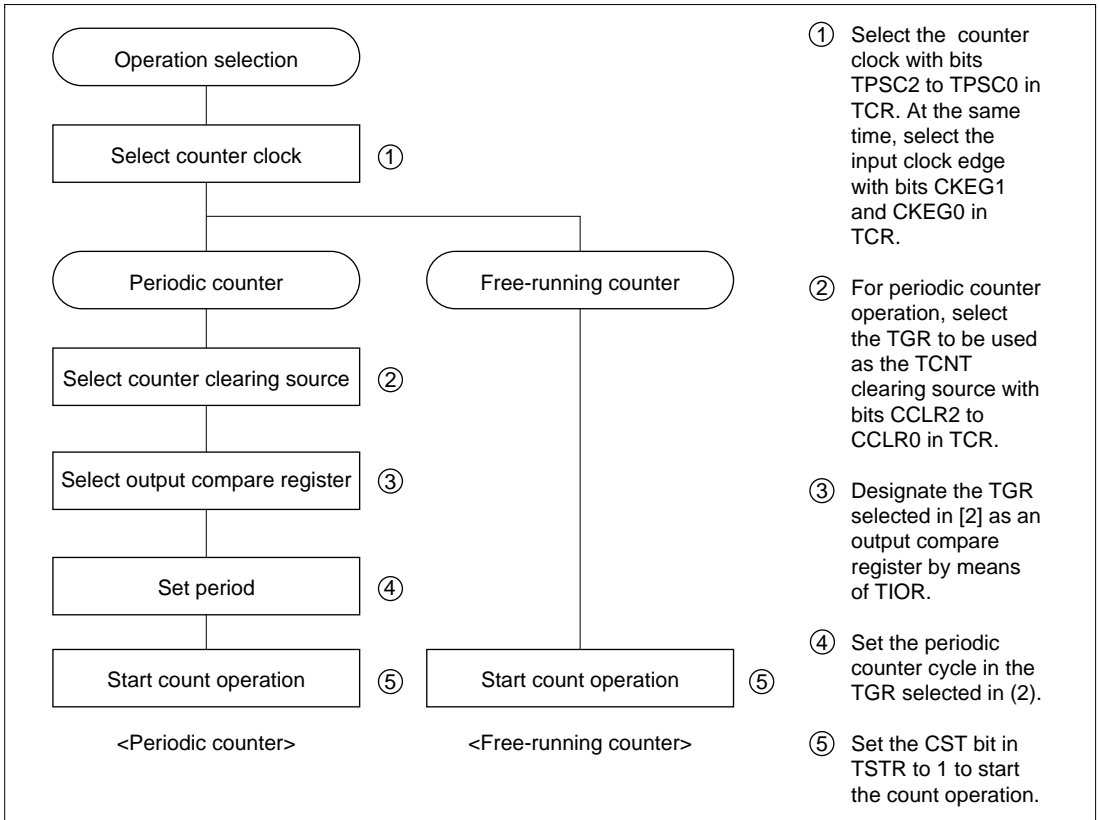 Operation selection
Select counter clock
①
Periodic counter
Free-running counter
Select counter clearing source
②
Select output compare register
③
Set period
④
Start count operation
⑤
Start count operation
⑤
<Periodic counter>
<Free-running counter>
① Select the counter
clock with bits
TPSC2 to TPSC0 in
TCR. At the same
time, select the
input clock edge
with bits CKEG1
and CKEG0 in
TCR.
② For periodic counter
operation, select
the TGR to be used
as the TCNT
clearing source with
bits CCLR2 to
CCLR0 in TCR.
③ Designate the TGR
selected in [2] as an
output compare
register by means
of TIOR.
④ Set the periodic
counter cycle in the
TGR selected in (2).
⑤ Set the CST bit in
TSTR to 1 to start
the count operation.